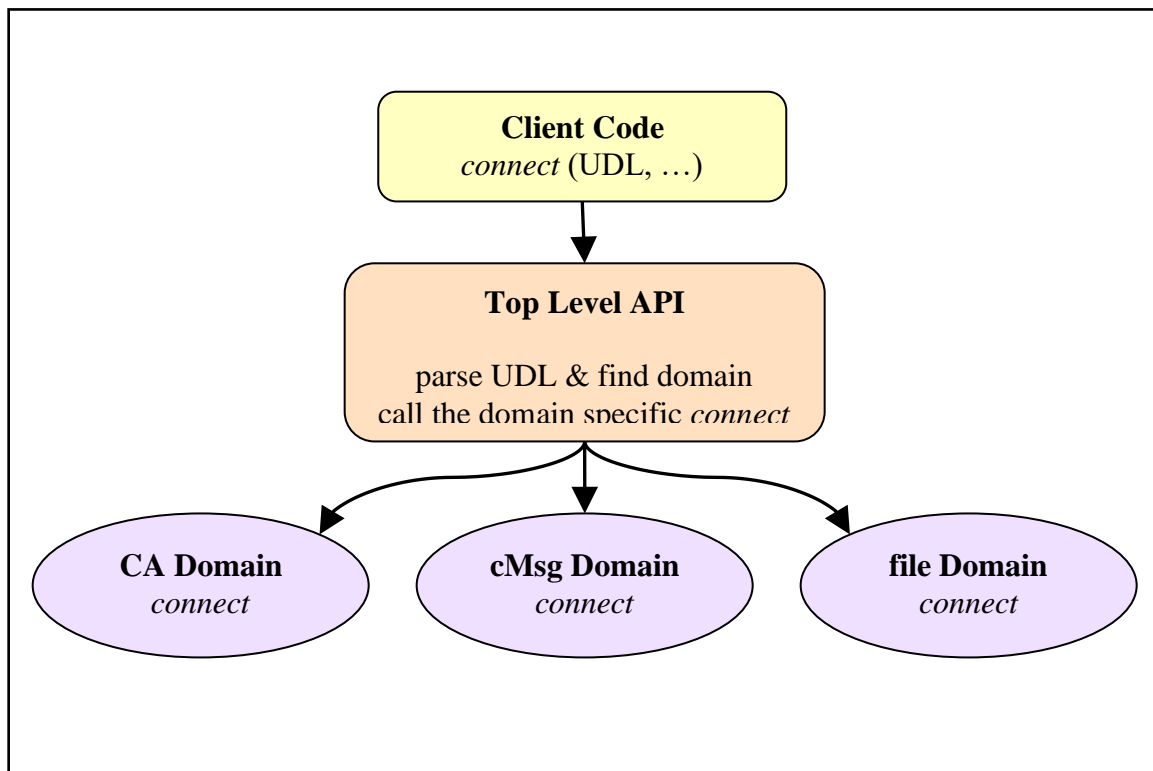 Client Code
connect (UDL, …)
Top Level API
parse UDL & find domain
call the domain specific connect
CA Domain
connect
cMsg Domain
connect
file Domain
connect